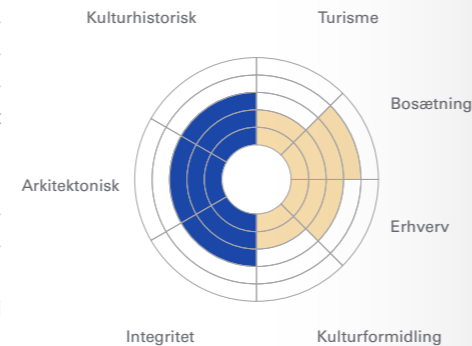 Kulturhistorisk
Turisme
Bosætning
Arkitektonisk
Erhverv
Integritet
Kulturformidling